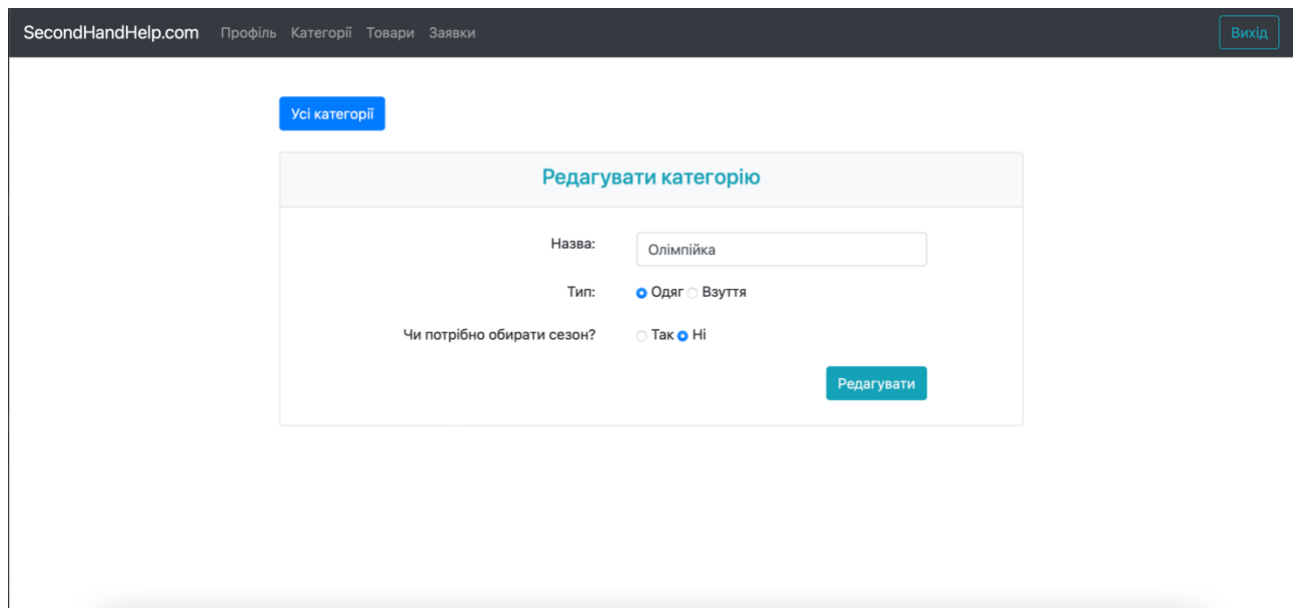 SecondHandHelp.com Профіль Категорії Товари Заявки Вихід
Усі категорії
Редагувати категорію
Назва: Олімпійка
Тип: Одяг Взуття
Чи потрібно обирати сезон? Так Ні
Редагувати